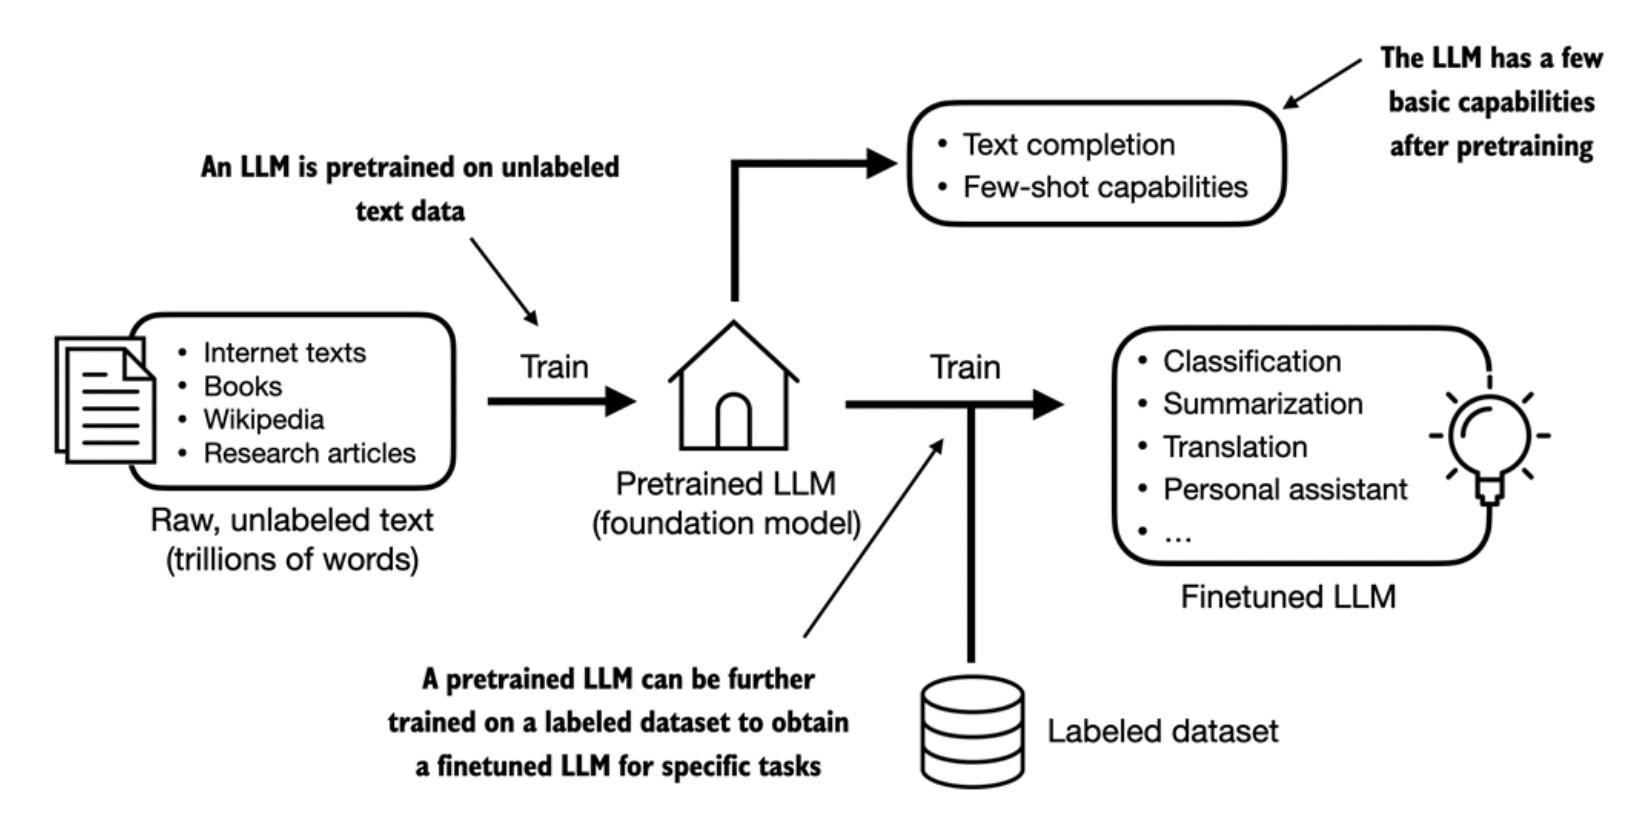 The LLM has a few
basic capabilities
after pretraining
• Text completion
• Few-shot capabilities
An LLM is pretrained on unlabeled
text data
• Internet texts
• Books
• Wikipedia
• Research articles
Raw, unlabeled text
(trillions of words)
Train
Pretrained LLM
(foundation model)
Train
• Classification
• Summarization
• Translation
• Personal assistant
• ...
Finetuned LLM
A pretrained LLM can be further
trained on a labeled dataset to obtain
a finetuned LLM for specific tasks
Labeled dataset